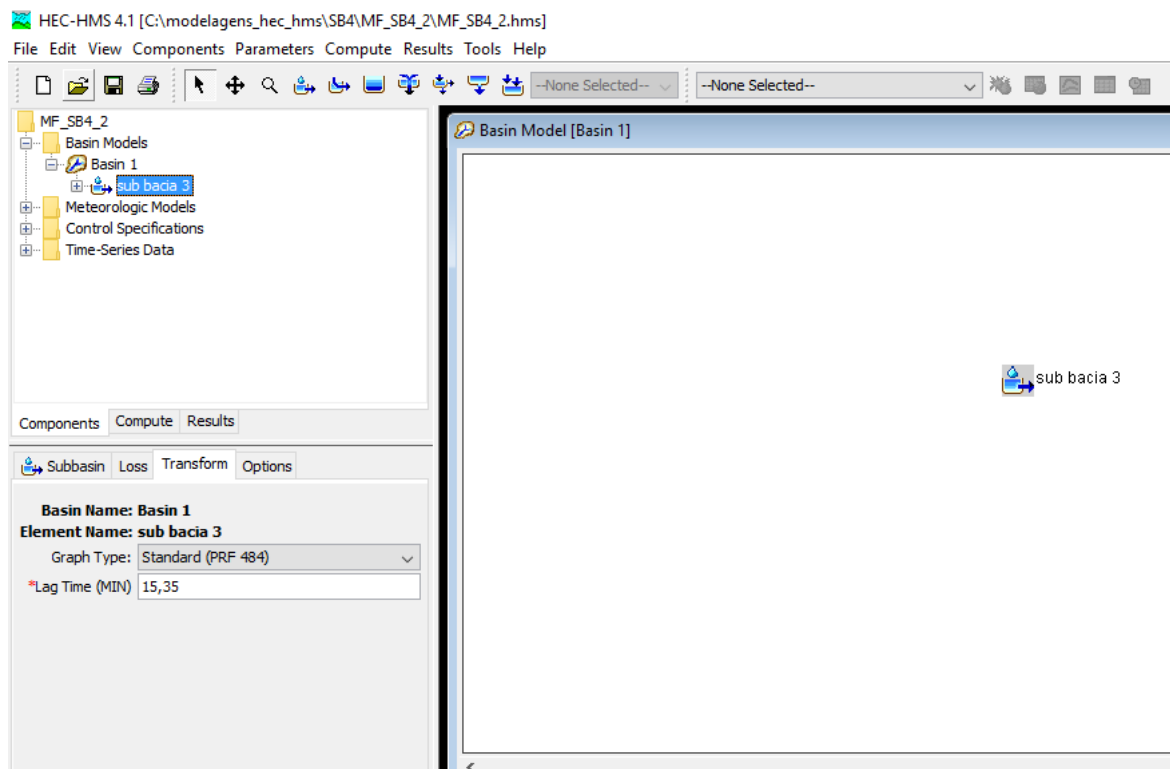 HEC-HMS 4.1 [C:\modelagens_hec_hms\SB4\MF_SB4_2\MF_SB4_2.hms]
File Edit View Components Parameters Compute Results Tools Help
--None Selected-- --None Selected--
MF_SB4_2
Basin Models
Basin 1
sub bacia 3
Meteorologic Models
Control Specifications
Time-Series Data
Components Compute Results
Subbasin Loss Transform Options
Basin Name: Basin 1
Element Name: sub bacia 3
Graph Type: Standard (PRF 484)
*Lag Time (MIN) 15,35
Basin Model [Basin 1]
sub bacia 3